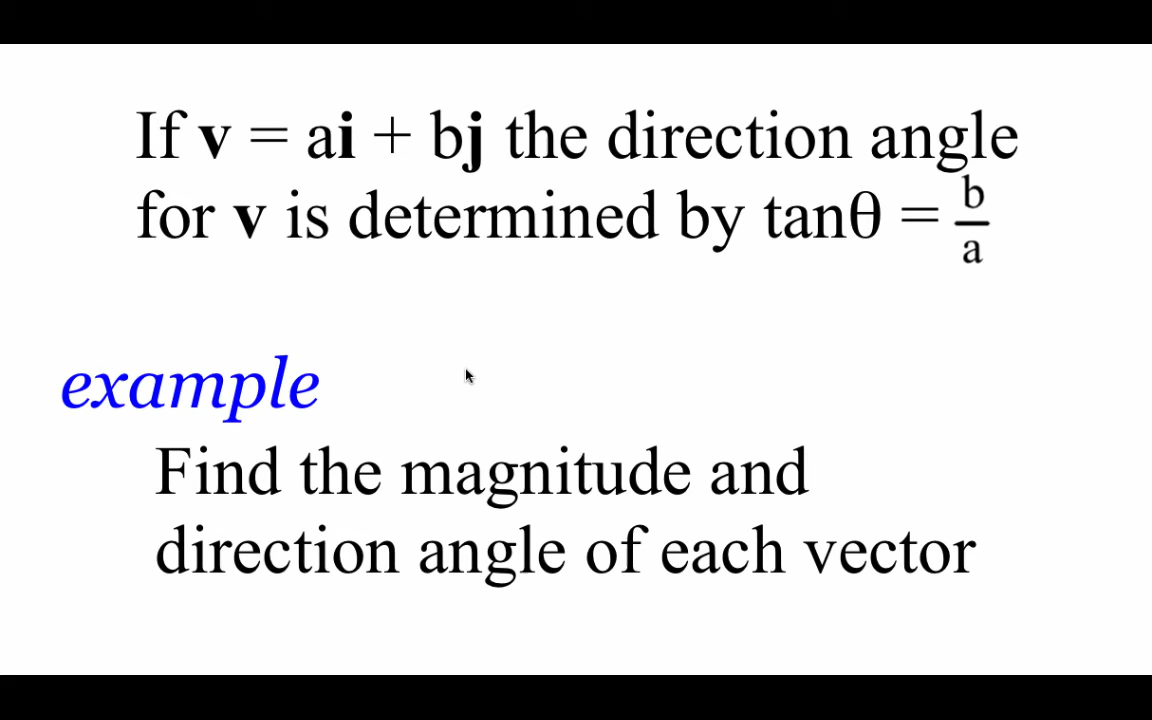 If v = ai + bj the direction angle
for v is determined by tanθ = b/a
example
Find the magnitude and
direction angle of each vector